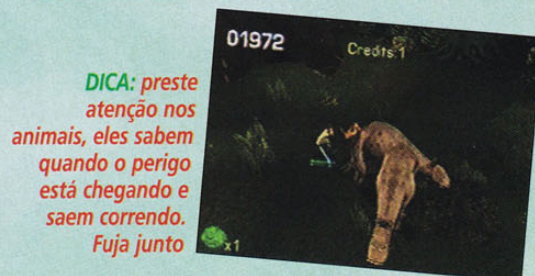 DICA: preste
atenção nos
animais, eles sabem
quando o perigo
está chegando e
saem correndo.
Fuja junto
01972
Credits 1
x1